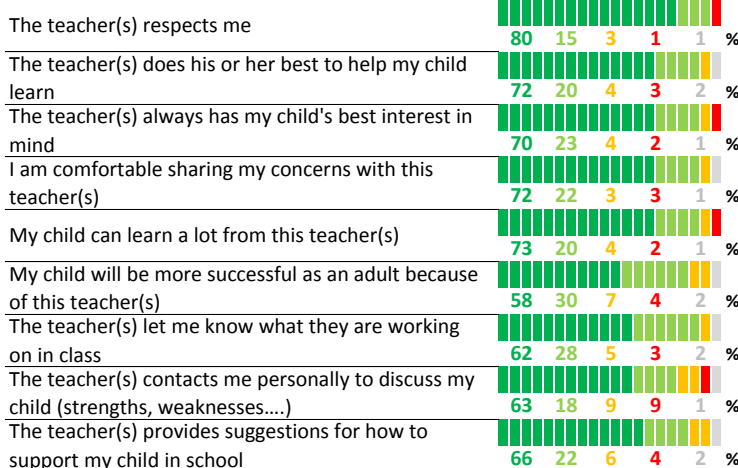 The teacher(s) respects me
80 15 3 1 1 %
The teacher(s) does his or her best to help my child
learn
72 20 4 3 2 %
The teacher(s) always has my child's best interest in
mind
70 23 4 2 1 %
I am comfortable sharing my concerns with this
teacher(s)
72 22 3 3 1 %
My child can learn a lot from this teacher(s)
73 20 4 2 1 %
My child will be more successful as an adult because
of this teacher(s)
58 30 7 4 2 %
The teacher(s) let me know what they are working
on in class
62 28 5 3 2 %
The teacher(s) contacts me personally to discuss my
child (strengths, weaknesses....)
63 18 9 9 1 %
The teacher(s) provides suggestions for how to
support my child in school
66 22 6 4 2 %